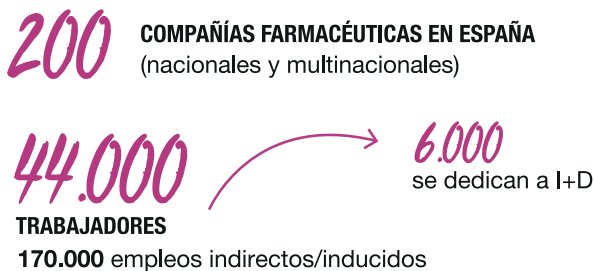 200
COMPAÑÍAS FARMACÉUTICAS EN ESPAÑA
(nacionales y multinacionales)
44.000
TRABAJADORES
170.000 empleos indirectos/inducidos
6.000
se dedican a I+D